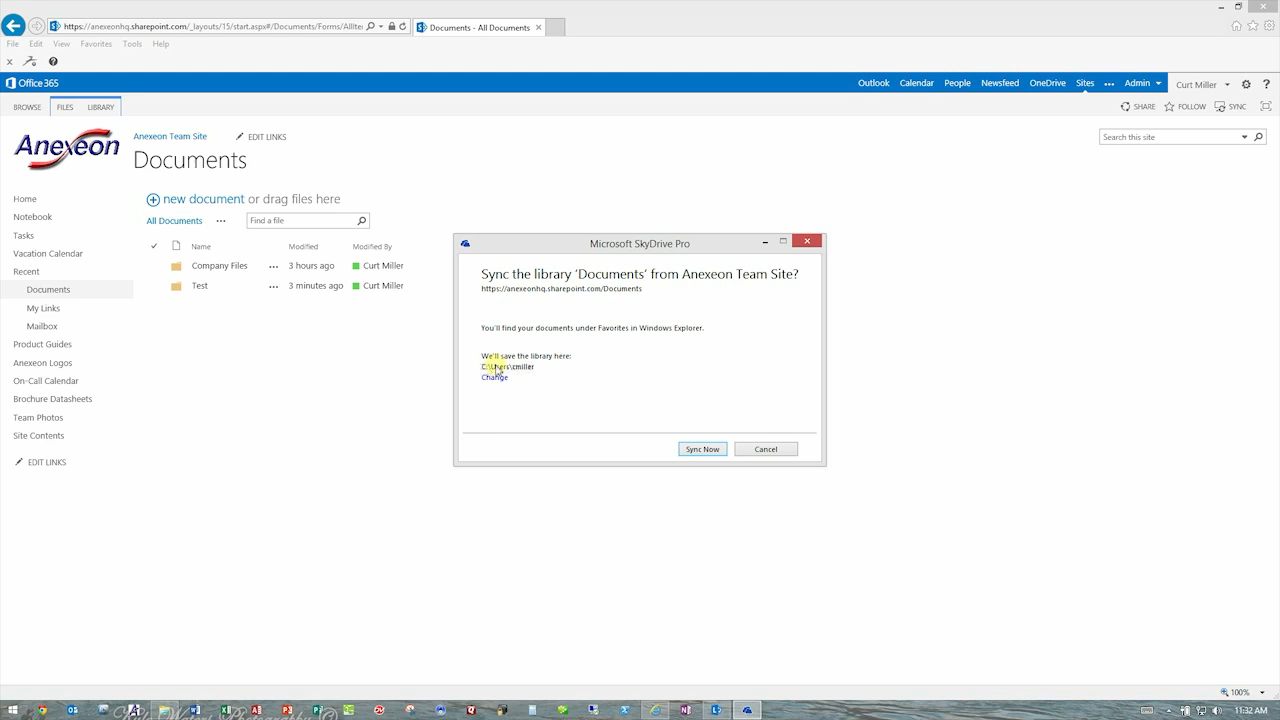 https://anexeonhq.sharepoint.com/_layouts/15/start.aspx#/Documents/Forms/AllIte
Documents - All Documents
File Edit View Favorites Tools Help
Office 365
Outlook Calendar People Newsfeed OneDrive Sites ... Admin
Curt Miller
BROWSE FILES LIBRARY
SHARE FOLLOW SYNC
Anexeon
Anexeon Team Site
EDIT LINKS
Documents
Search this site
Home
Notebook
Tasks
Vacation Calendar
Recent
Documents
My Links
Mailbox
Product Guides
Anexeon Logos
On-Call Calendar
Brochure Datasheets
Team Photos
Site Contents
EDIT LINKS
new document or drag files here
All Documents ... Find a file
Name Modified Modified By
Company Files ... 3 hours ago Curt Miller
Test ... 3 minutes ago Curt Miller
Microsoft SkyDrive Pro
Sync the library 'Documents' from Anexeon Team Site?
https://anexeonhq.sharepoint.com/Documents
You'll find your documents under Favorites in Windows Explorer.
We'll save the library here:
C:\Users\cmiller
Change
Sync Now Cancel
100%
11:32 AM